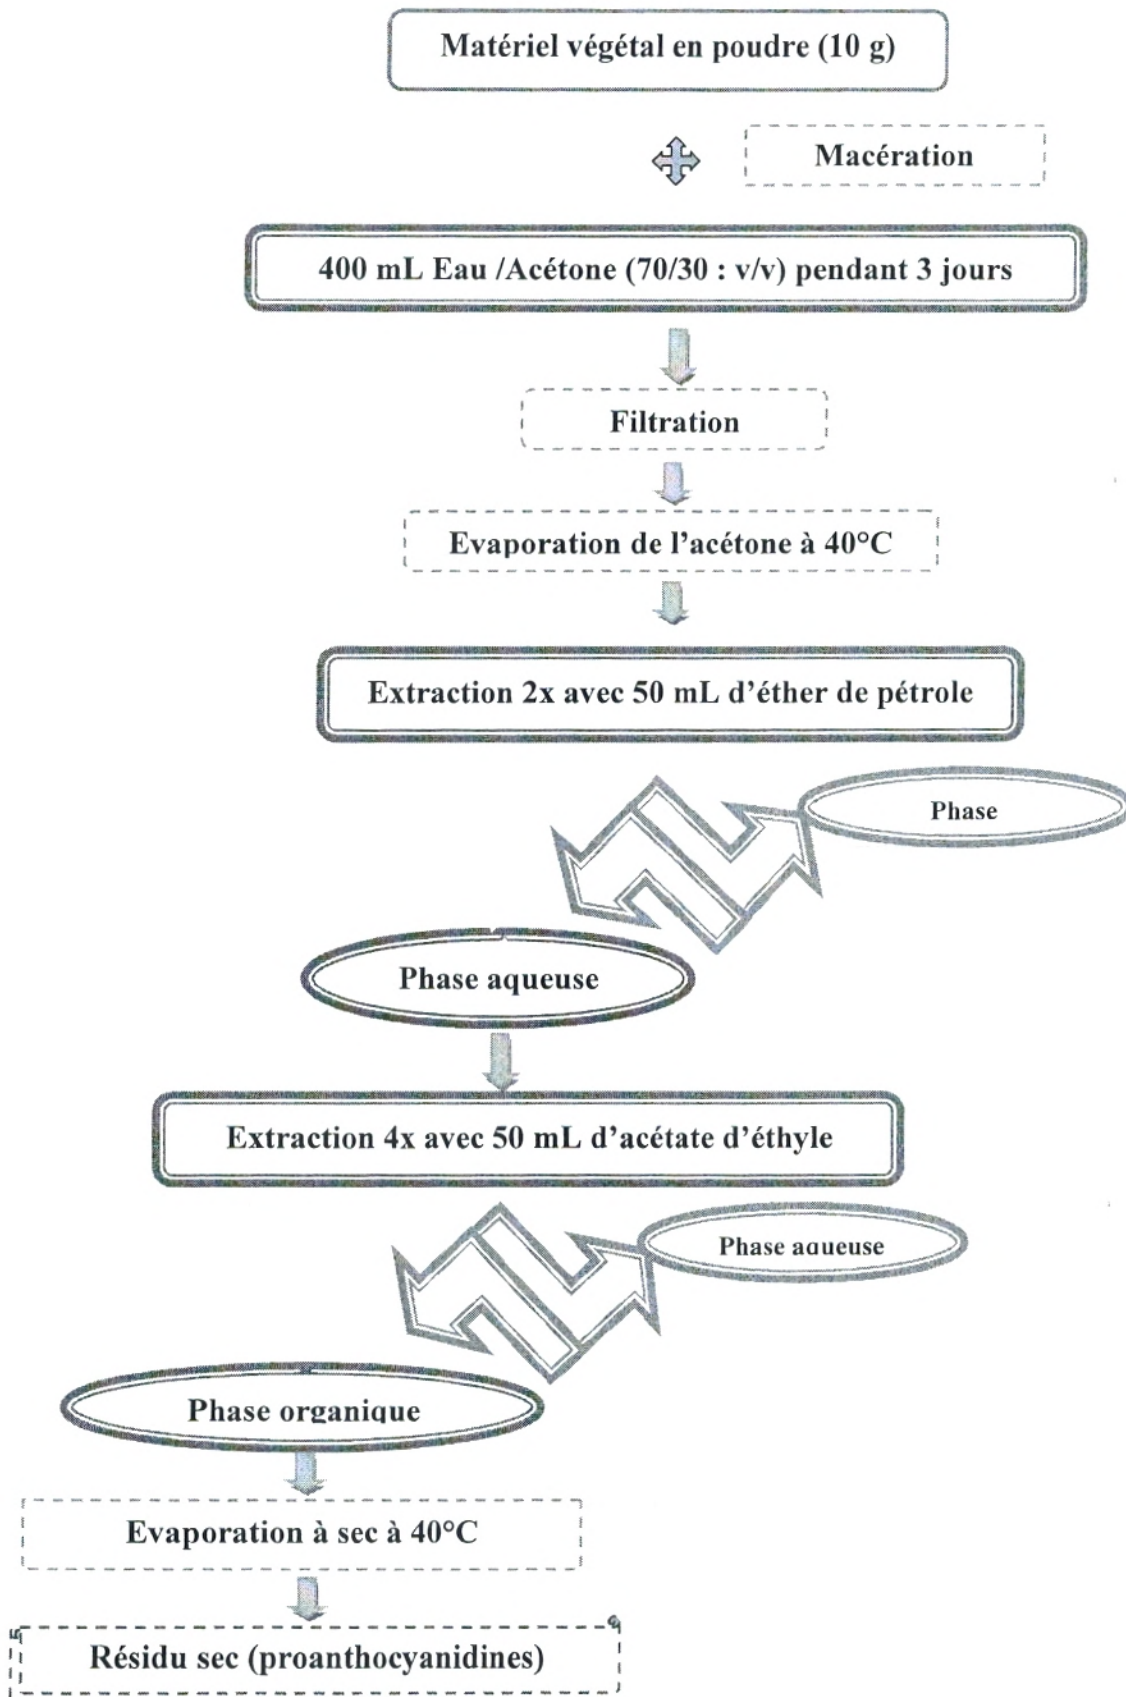 Matériel végétal en poudre (10 g)
Macération
400 mL Eau /Acétone (70/30 : v/v) pendant 3 jours
Filtration
Evaporation de l'acétone à 40°C
Extraction 2x avec 50 mL d'éther de pétrole
Phase
Phase aqueuse
Extraction 4x avec 50 mL d'acétate d'éthyle
Phase aqueuse
Phase organique
Evaporation à sec à 40°C
Résidu sec (proanthocyanidines)